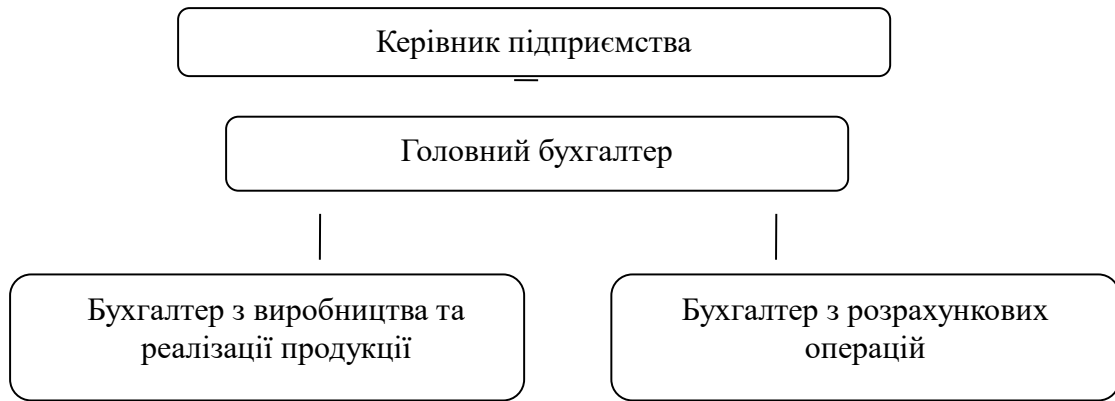 Керівник підприємства
Головний бухгалтер
Бухгалтер з виробництва та
реалізації продукції
Бухгалтер з розрахункових
операцій